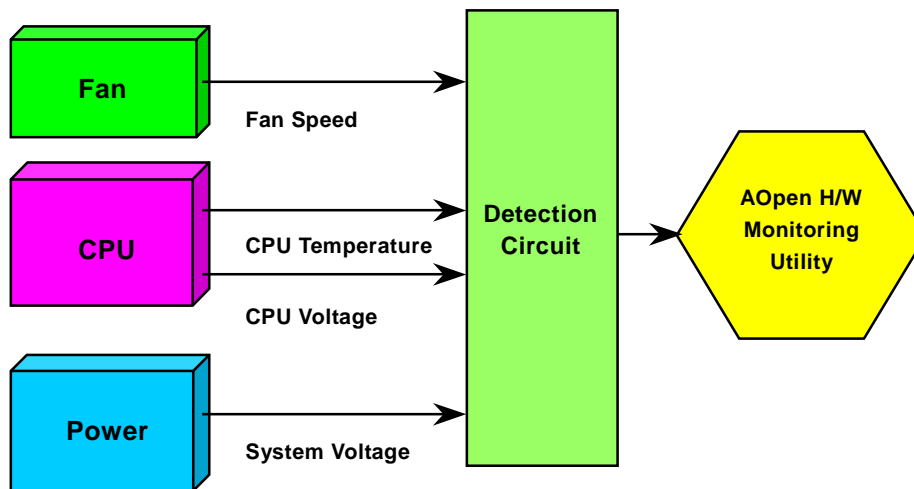 Fan
Fan Speed
CPU
CPU Temperature
CPU Voltage
Power
System Voltage
Detection
Circuit
AOpen H/W
Monitoring
Utility